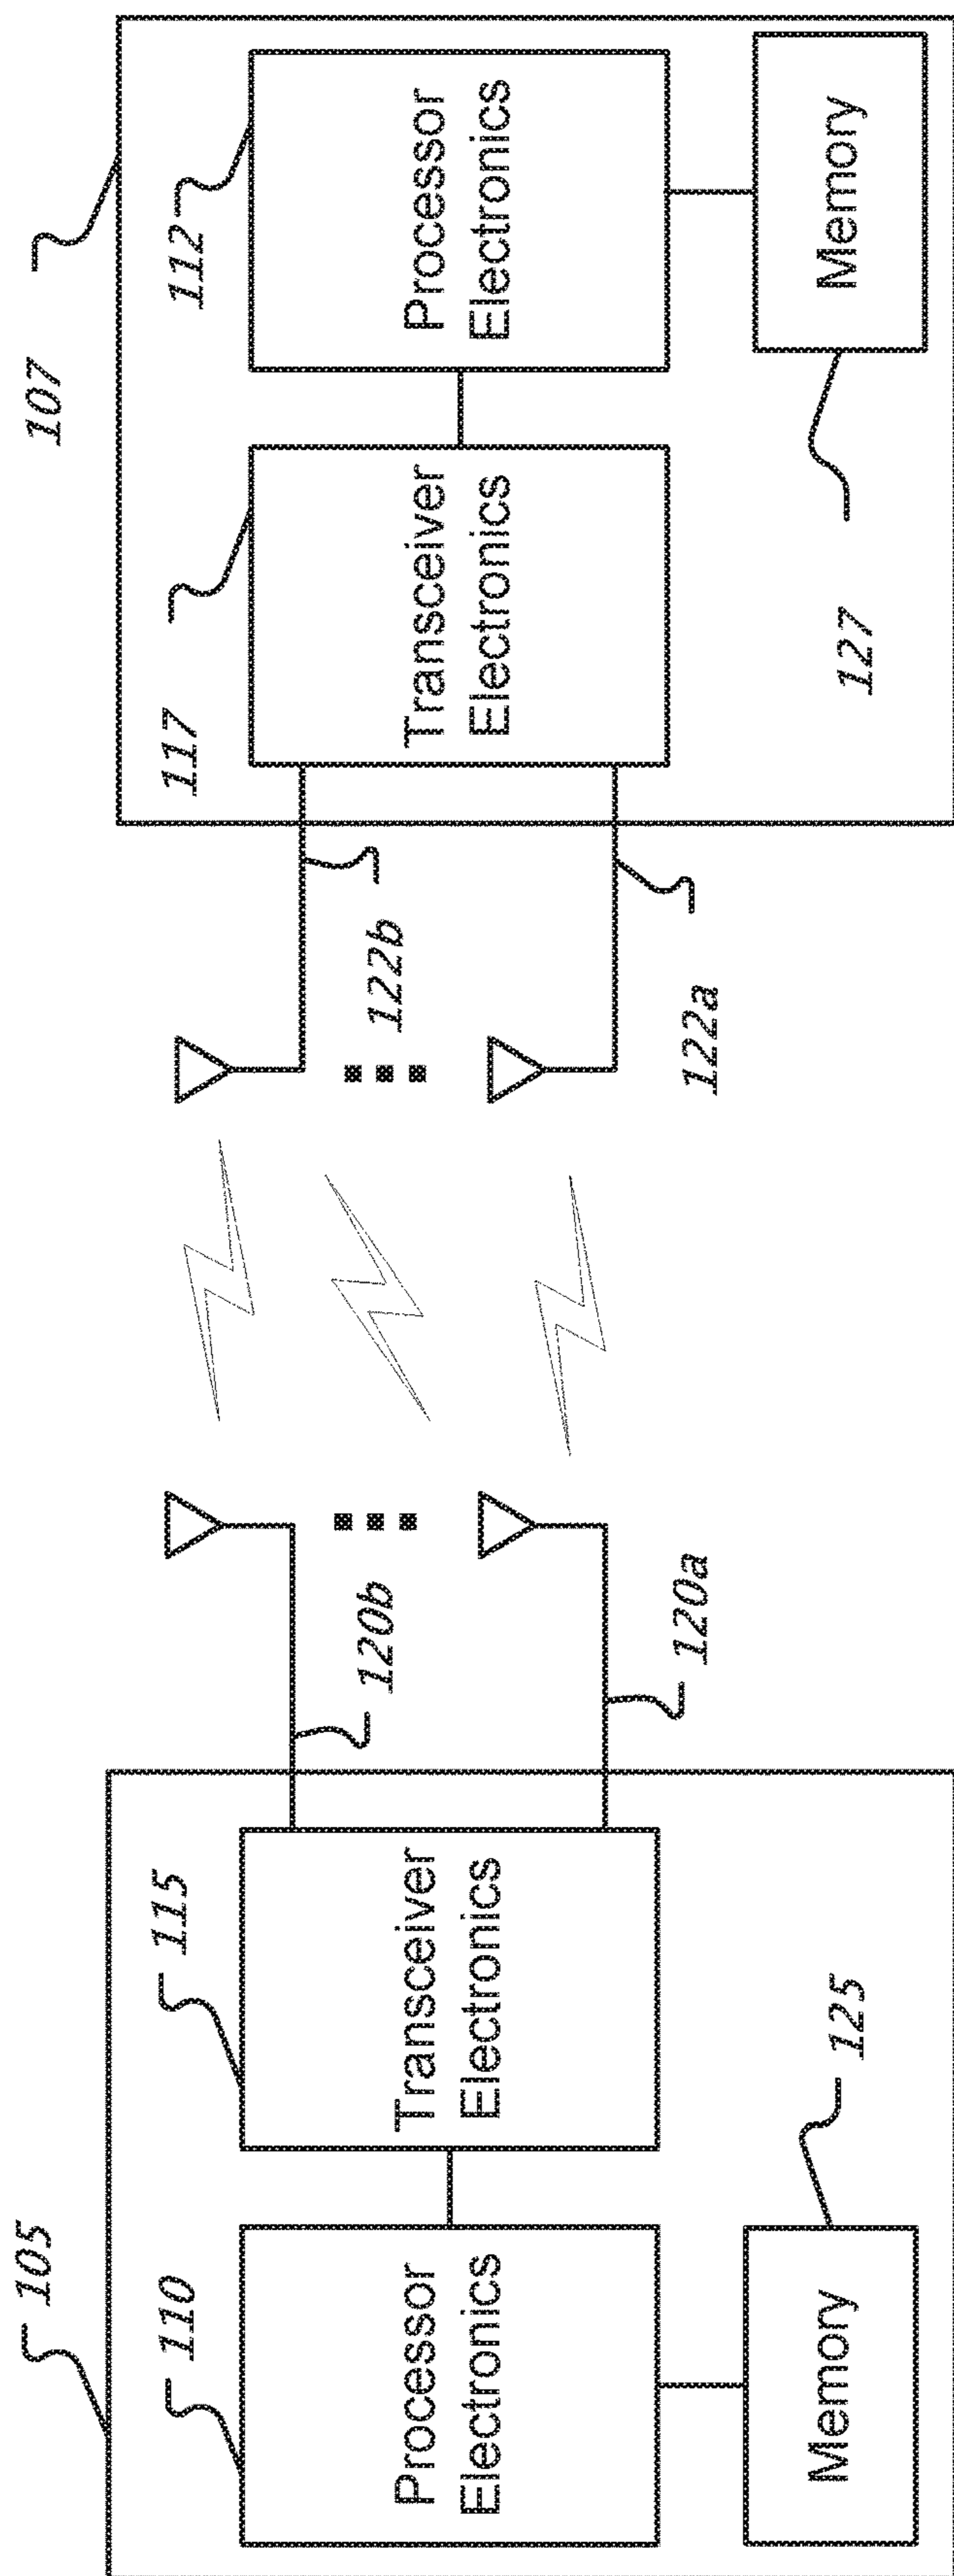 105
110
Processor
Electronics
115
Transceiver
Electronics
Memory
125
120b
120a
122b
122a
107
117
Transceiver
Electronics
112
Processor
Electronics
127
Memory